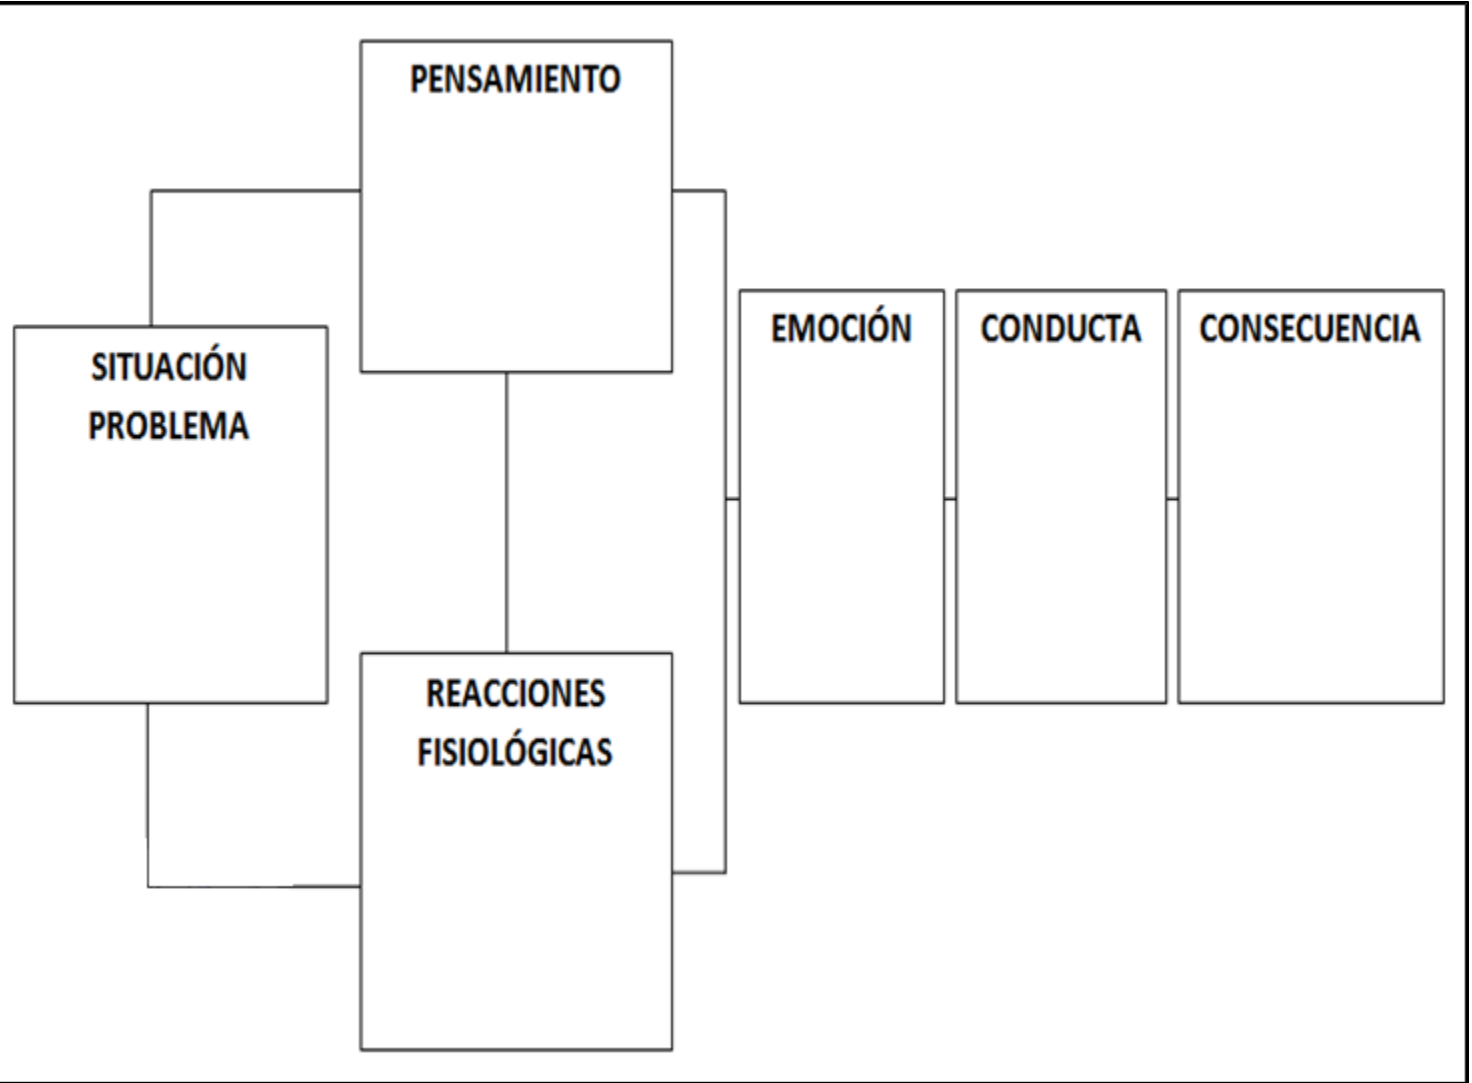 PENSAMIENTO
SITUACIÓN
PROBLEMA
REACCIONES
FISIOLÓGICAS
EMOCIÓN
CONDUCTA
CONSECUENCIA